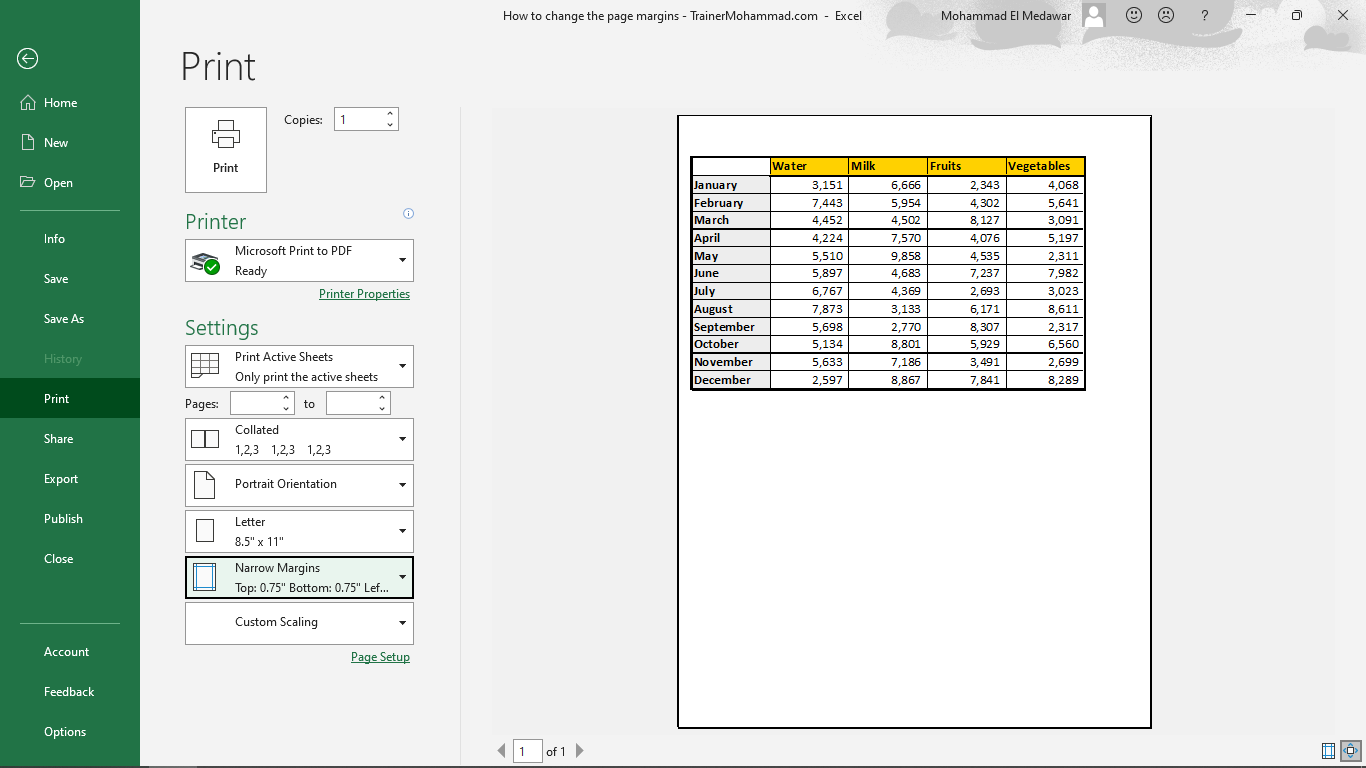 How to change the page margins - TrainerMohammad.com - Excel
Mohammad El Medawar
?
Home
New
Open
Info
Save
Save As
History
Print
Share
Export
Publish
Close
Account
Feedback
Options
Print
Print
Copies: 1
Printer
Microsoft Print to PDF
Ready
Printer Properties
Settings
Print Active Sheets
Only print the active sheets
Pages: to
Collated
1,2,3 1,2,3 1,2,3
Portrait Orientation
Letter
8.5" x 11"
Narrow Margins
Top: 0.75" Bottom: 0.75" Lef...
Custom Scaling
Page Setup
Water Milk Fruits Vegetables
January 3,151 6,666 2,343 4,068
February 7,443 5,954 4,302 5,641
March 4,452 4,502 8,127 3,091
April 4,224 7,570 4,076 5,197
May 5,510 9,858 4,535 2,311
June 5,897 4,683 7,237 7,982
July 6,767 4,369 2,693 3,023
August 7,873 3,133 6,171 8,611
September 5,698 2,770 8,307 2,317
October 5,134 8,801 5,929 6,560
November 5,633 7,186 3,491 2,699
December 2,597 8,867 7,841 8,289
1 of 1